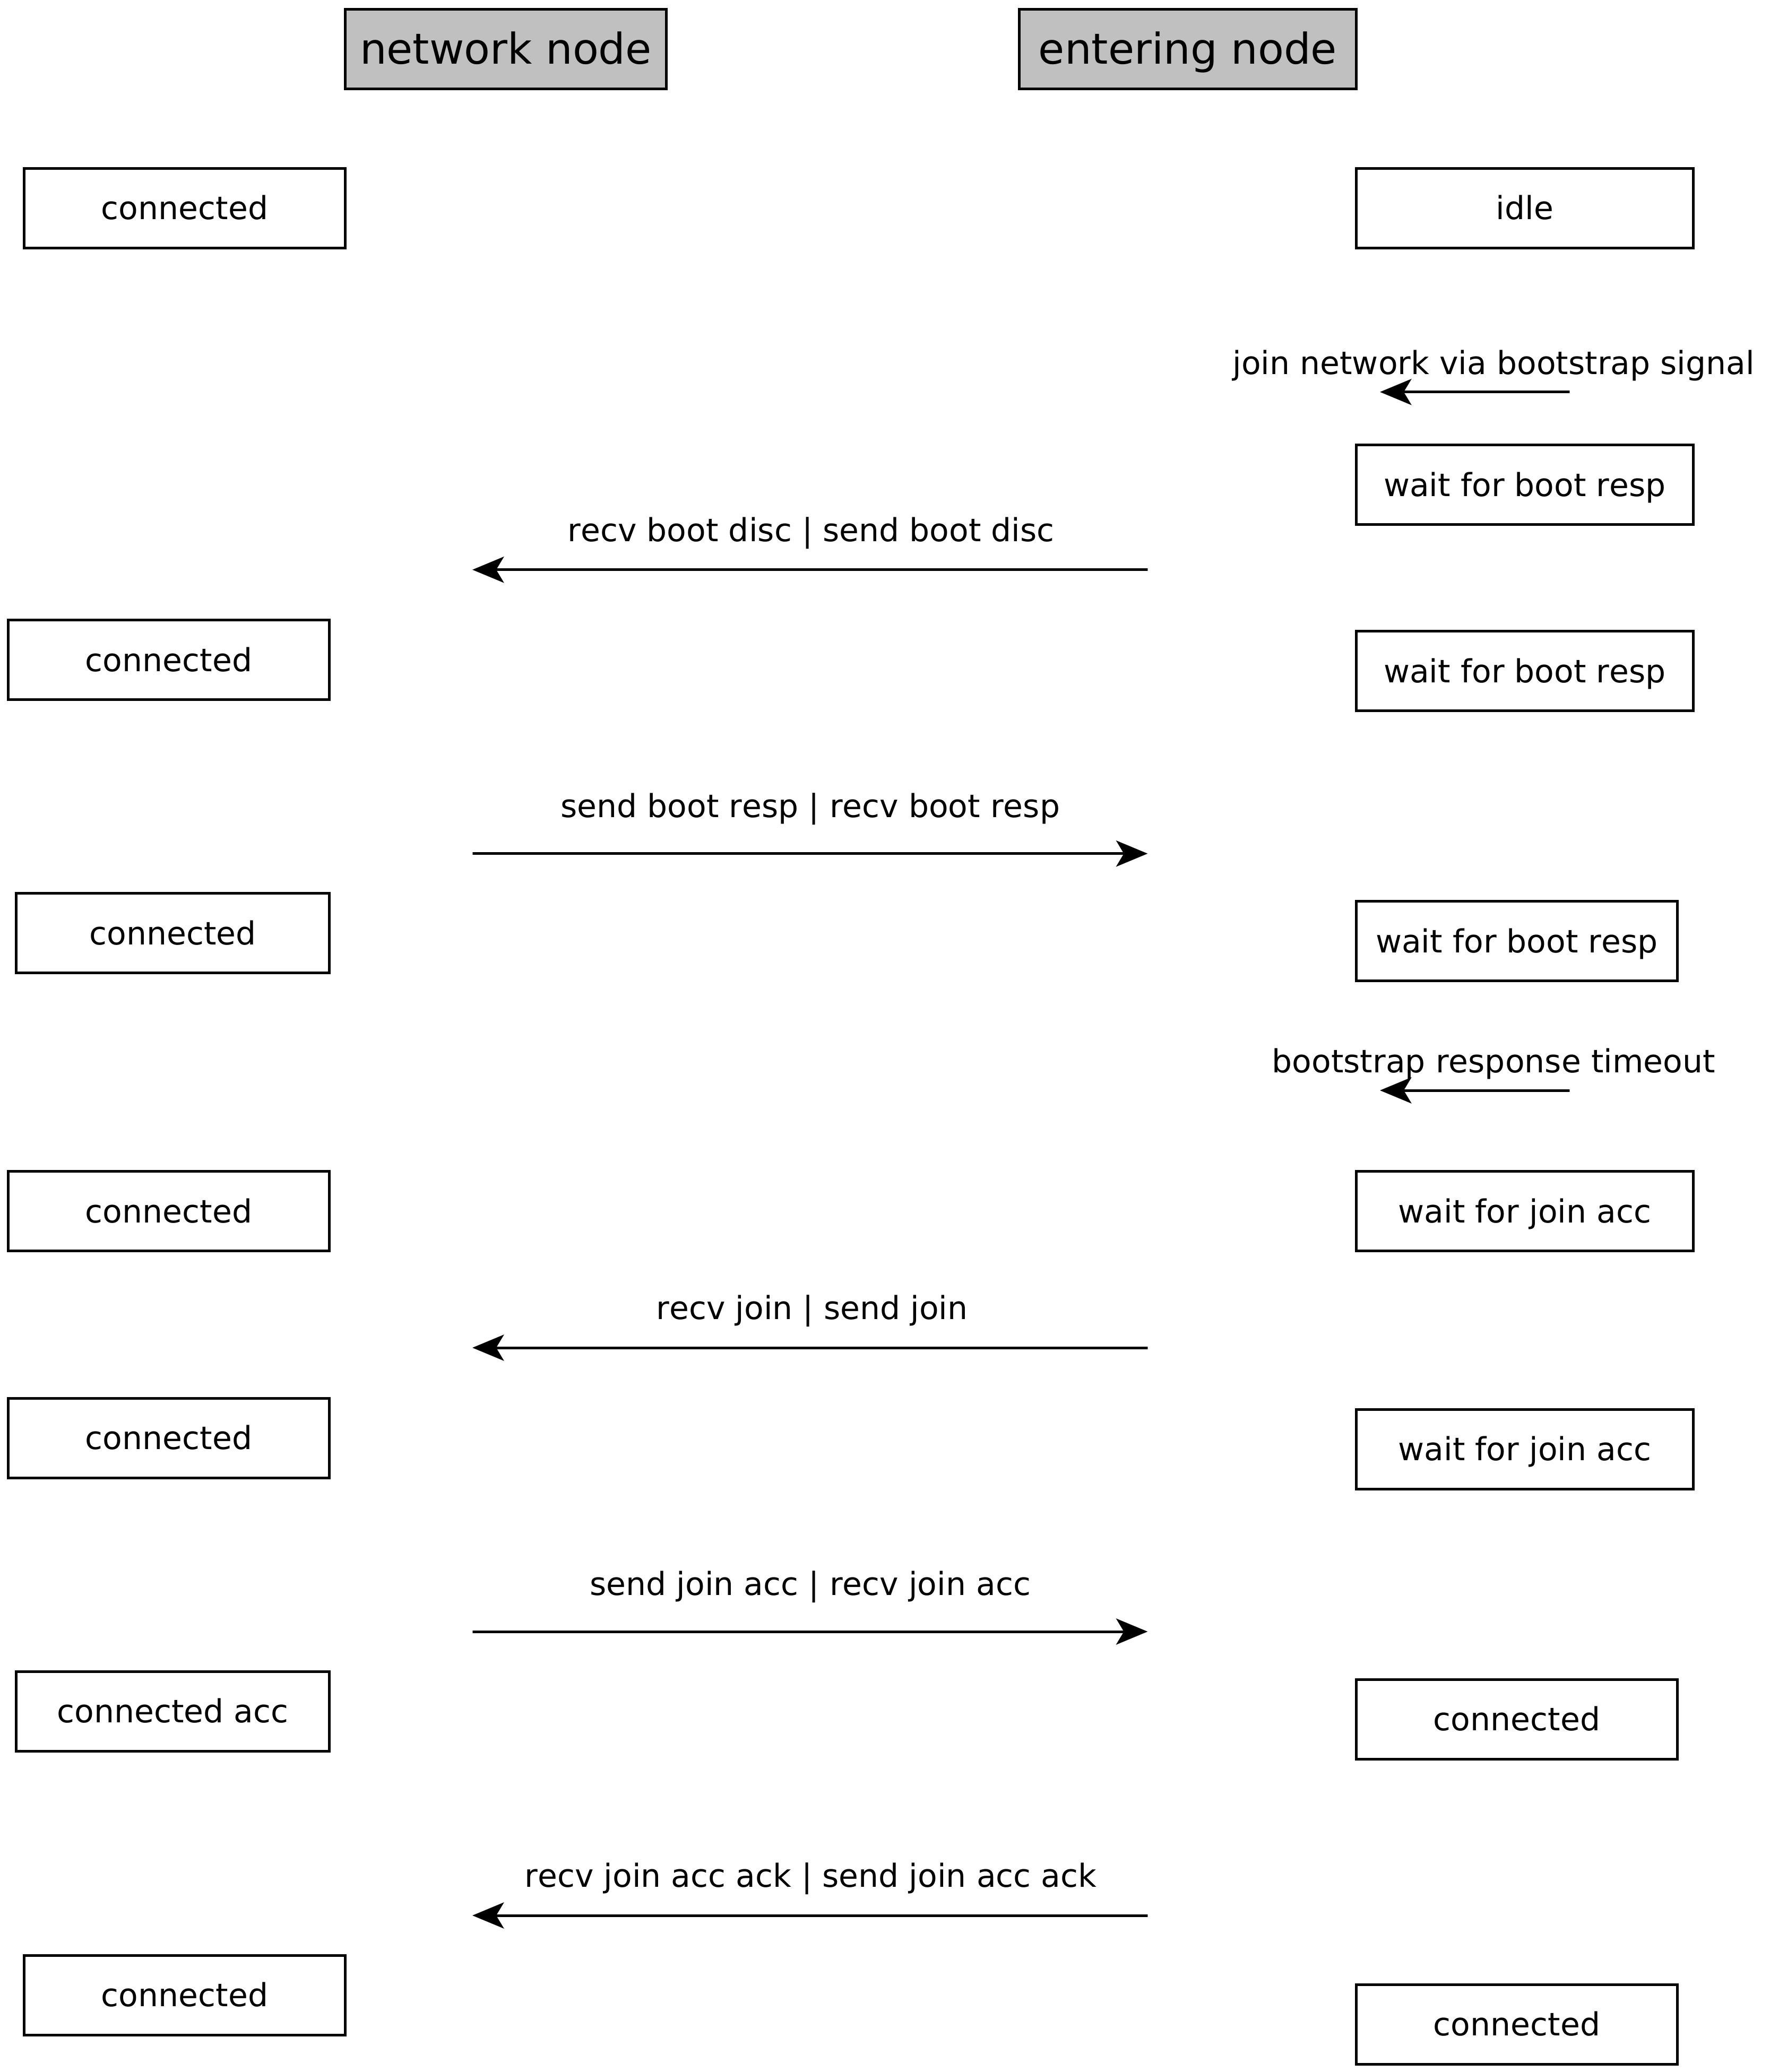 network node
entering node
connected
idle
join network via bootstrap signal
wait for boot resp
recv boot disc | send boot disc
connected
wait for boot resp
send boot resp | recv boot resp
connected
wait for boot resp
bootstrap response timeout
connected
wait for join acc
recv join | send join
connected
wait for join acc
send join acc | recv join acc
connected acc
connected
recv join acc ack | send join acc ack
connected
connected